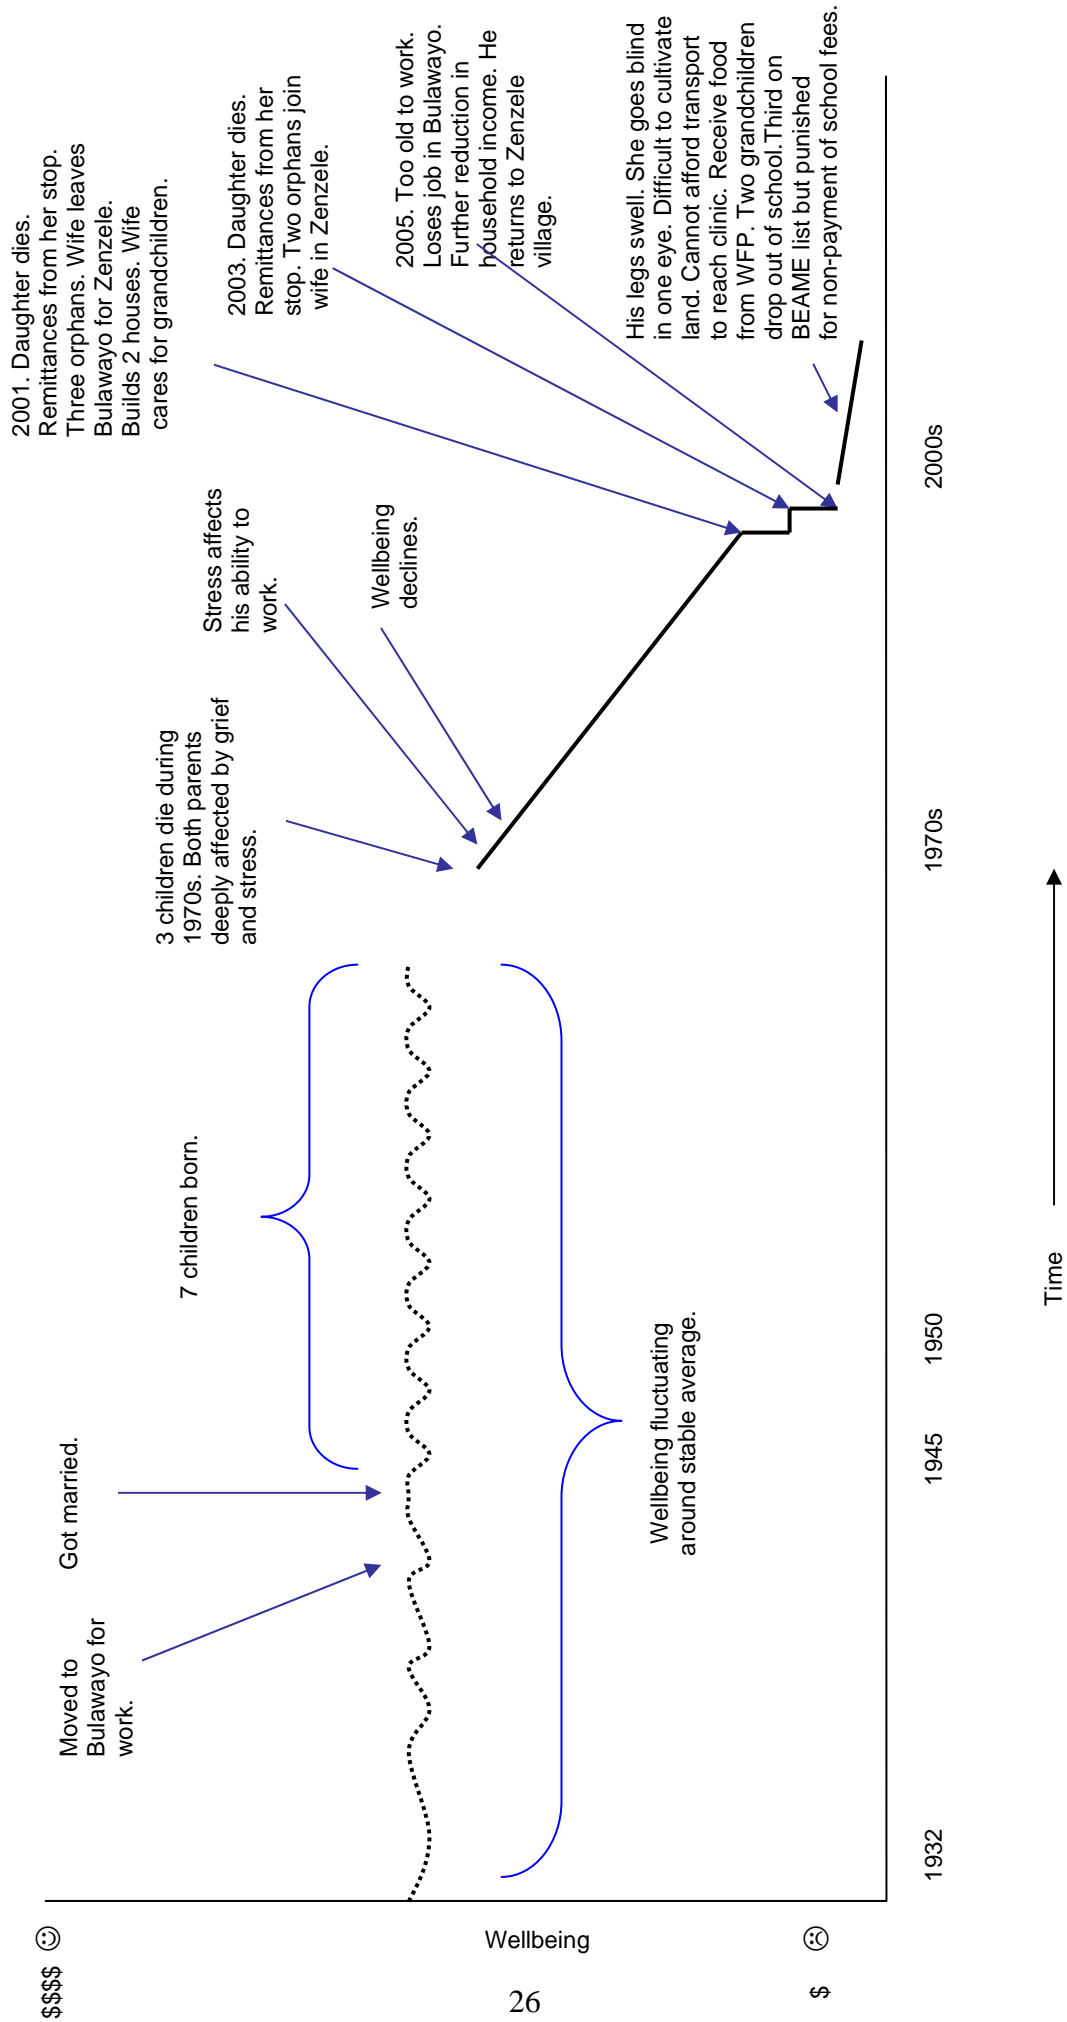 $$$$ ☺
Wellbeing
$ ☹
Moved to
Bulawayo for
work.
Got married.
7 children born.
3 children die during
1970s. Both parents
deeply affected by grief
and stress.
Stress affects
his ability to
work.
Wellbeing
declines.
2001. Daughter dies.
Remittances from her stop.
Three orphans. Wife leaves
Bulawayo for Zenzele.
Builds 2 houses. Wife
cares for grandchildren.
2003. Daughter dies.
Remittances from her
stop. Two orphans join
wife in Zenzele.
2005. Too old to work.
Loses job in Bulawayo.
Further reduction in
household income. He
returns to Zenzele
village.
His legs swell. She goes blind
in one eye. Difficult to cultivate
land. Cannot afford transport
to reach clinic. Receive food
from WFP. Two grandchildren
drop out of school.Third on
BEAME list but punished
for non-payment of school fees.
Wellbeing fluctuating
around stable average.
1932 1945 1950 1970s 2000s
Time
26